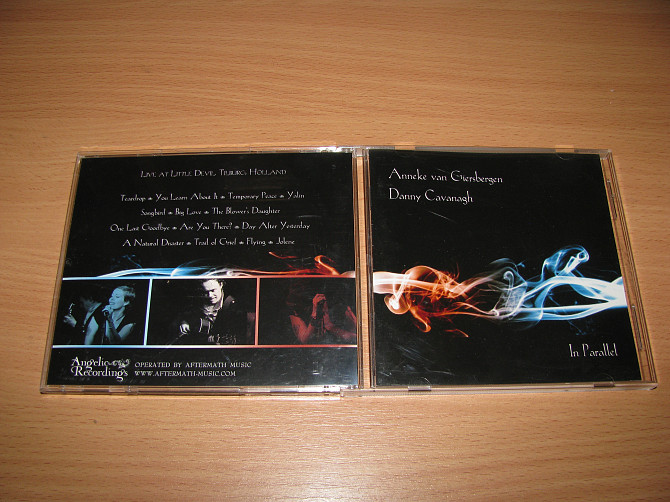 Live at Little Devil, Tilburg, Holland
Teardrop * You Learn About It * Temporary Peace * Yalin
Songbird * Big Love * The Blower's Daughter
One Last Goodbye * Are You There? * Day After Yesterday
A Natural Disaster * Trail of Grief * Flying * Jolene
Angelic
Recordings
OPERATED BY AFTERMATH MUSIC
WWW.AFTERMATH-MUSIC.COM
Anneke van Giersbergen
Danny Cavanagh
In Parallel